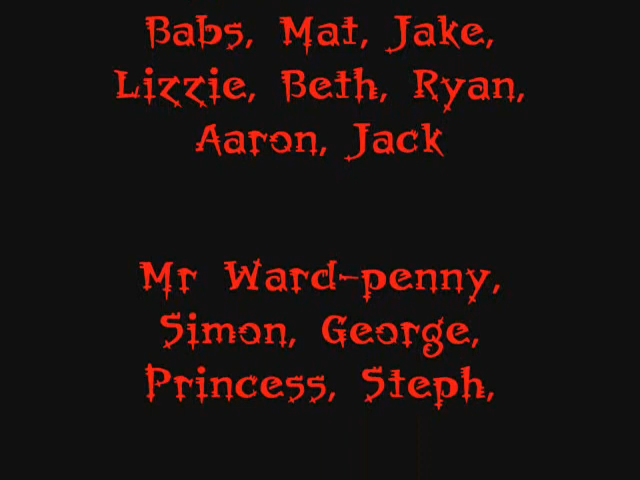 Babs, Mat, Jake,
Lizzie, Beth, Ryan,
Aaron, Jack
Mr Ward-penny,
Simon, George,
Princess, Steph,